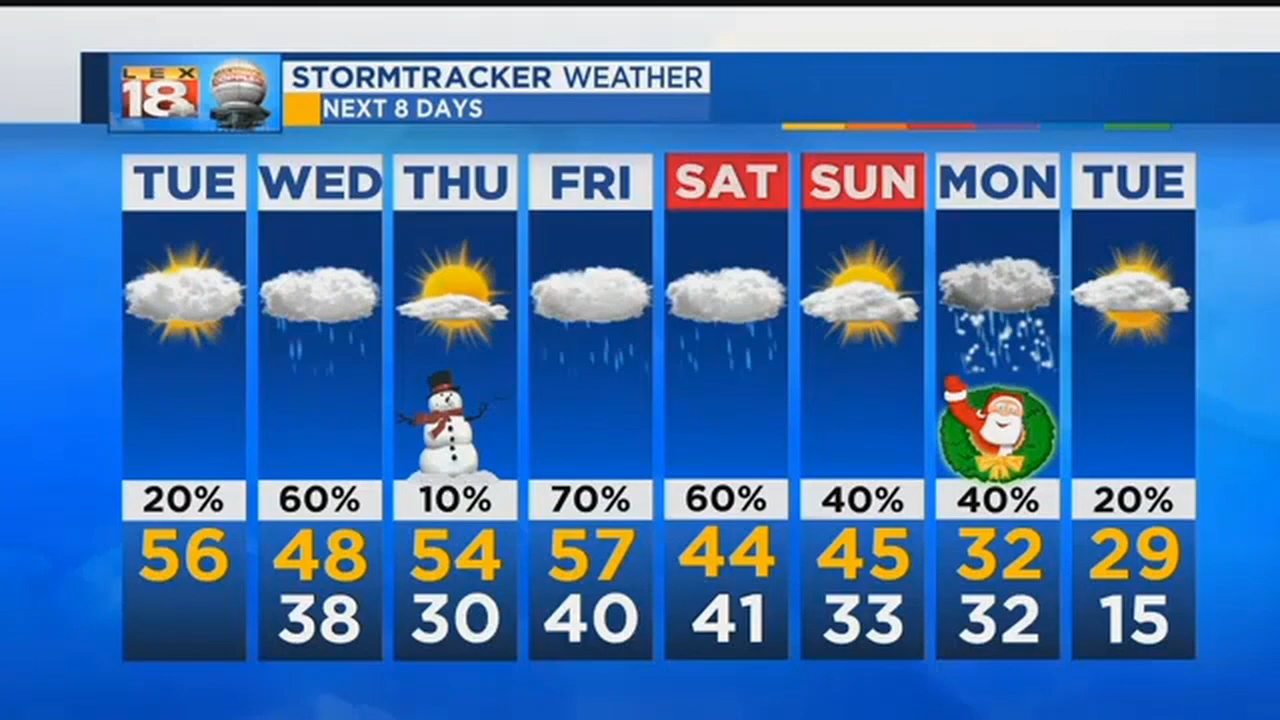 LEX
18
STORMTRACKER WEATHER
NEXT 8 DAYS
TUE WED THU FRI SAT SUN MON TUE
20% 60% 10% 70% 60% 40% 40% 20%
56 48 54 57 44 45 32 29
38 30 40 41 33 32 15